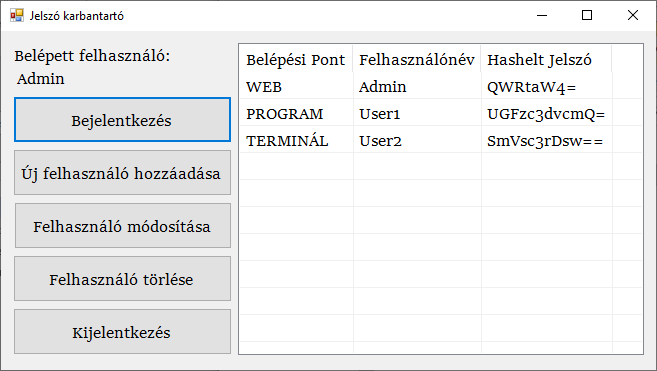 Jelszó karbantartó
Belépett felhasználó:
Admin
Bejelentkezés
Új felhasználó hozzáadása
Felhasználó módosítása
Felhasználó törlése
Kijelentkezés
Belépési Pont Felhasználónév Hashelt Jelszó
WEB Admin QWRtaW4=
PROGRAM User1 UGFzc3dvcmQ=
TERMINÁL User2 SmVsc3rDsw==